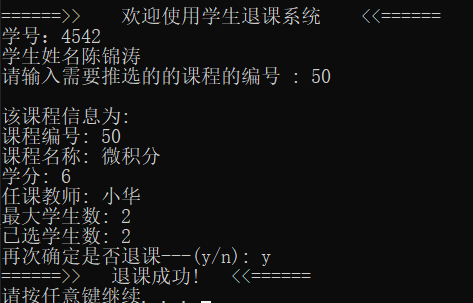 ======>>   欢迎使用学生退课系统   <<======
学号：4542
学生姓名陈锦涛
请输入需要推选的的课程的编号 : 50
该课程信息为:
课程编号: 50
课程名称: 微积分
学分: 6
任课教师: 小华
最大学生数: 2
已选学生数: 2
再次确定是否退课---(y/n): y
======>>   退课成功!   <<======
请按任意键继续. . .